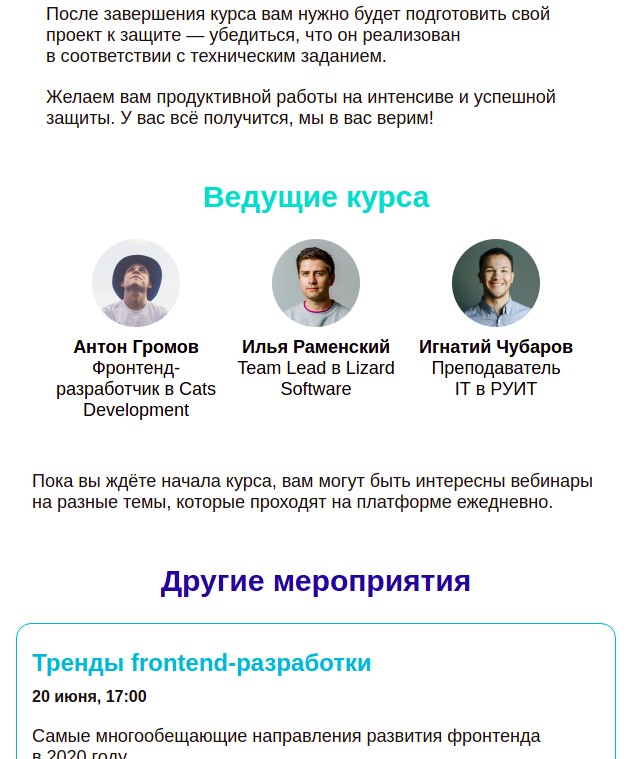 После завершения курса вам нужно будет подготовить свой
проект к защите — убедиться, что он реализован
в соответствии с техническим заданием.
Желаем вам продуктивной работы на интенсиве и успешной
защиты. У вас всё получится, мы в вас верим!
Ведущие курса
Антон Громов
Фронтенд-
разработчик в Cats
Development
Илья Раменский
Team Lead в Lizard
Software
Игнатий Чубаров
Преподаватель
IT в РУИТ
Пока вы ждёте начала курса, вам могут быть интересны вебинары
на разные темы, которые проходят на платформе ежедневно.
Другие мероприятия
Тренды frontend-разработки
20 июня, 17:00
Самые многообещающие направления развития фронтенда
в 2020 году